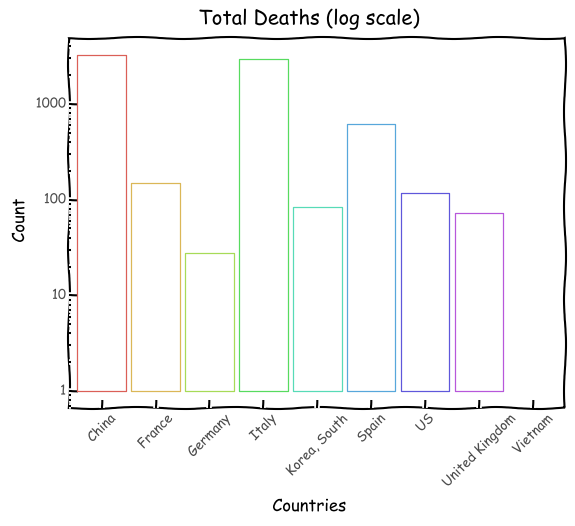 Total Deaths (log scale)
Count
1000
100
10
1
China
France
Germany
Italy
Korea, South
Spain
US
United Kingdom
Vietnam
Countries